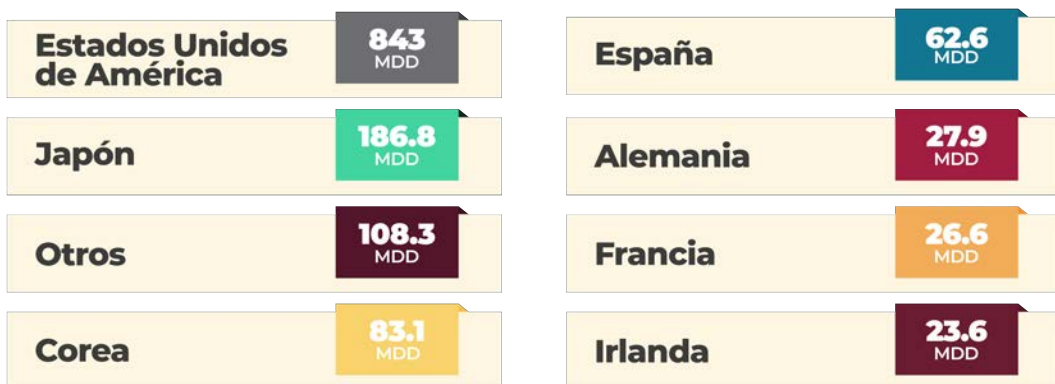 Estados Unidos
de América
843
MDD
Japón
186.8
MDD
Otros
108.3
MDD
Corea
83.1
MDD
España
62.6
MDD
Alemania
27.9
MDD
Francia
26.6
MDD
Irlanda
23.6
MDD